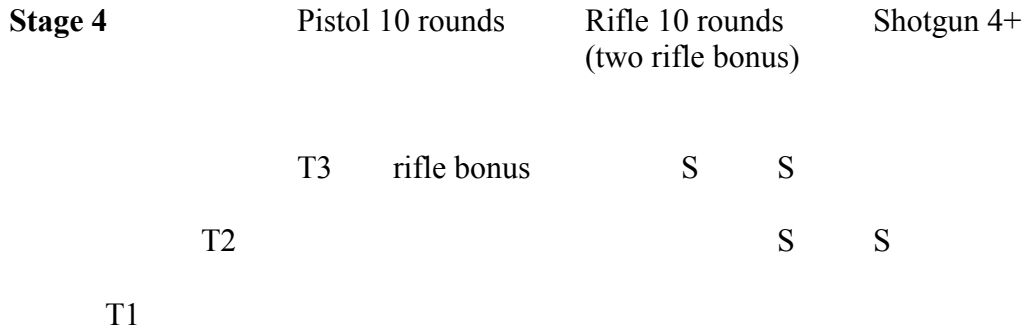 Stage 4 Pistol 10 rounds Rifle 10 rounds Shotgun 4+
(two rifle bonus)
T3 rifle bonus S S
T2 S S
T1